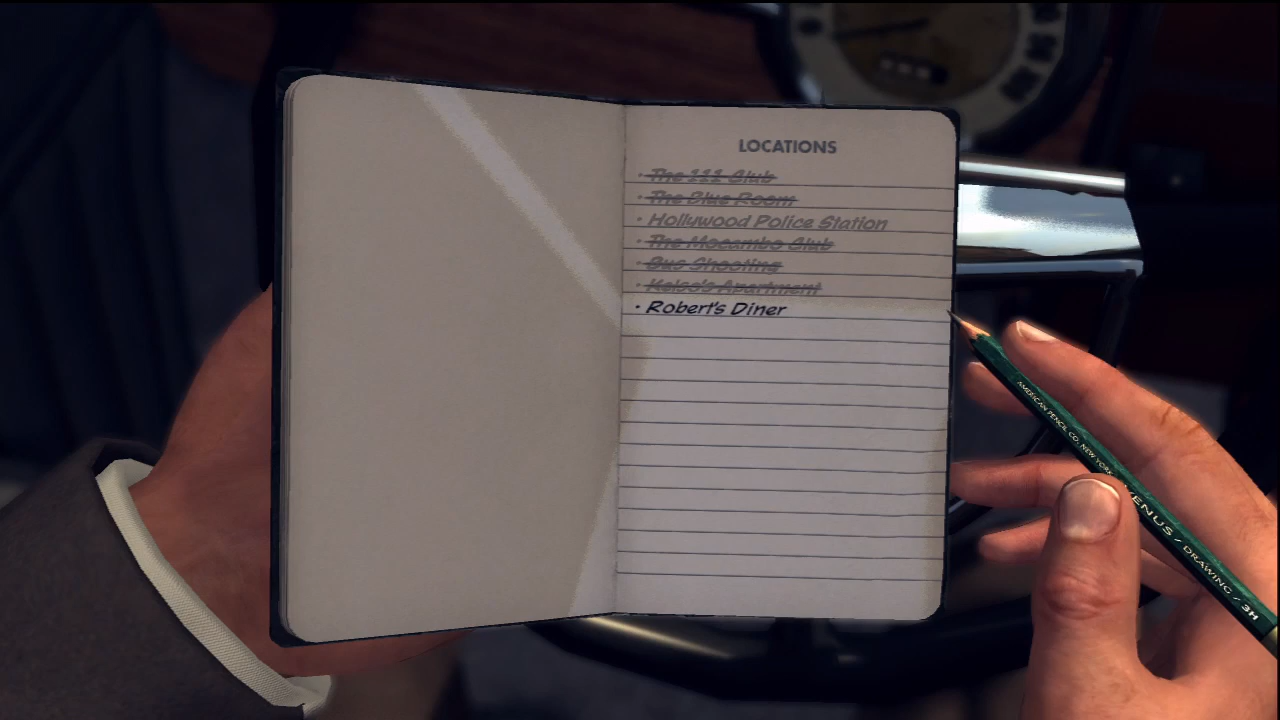 LOCATIONS
· The 111 Club
· The Blue Room
· Hollywood Police Station
· The Mocambo Club
· Bus Shooting
· Kelso's Apartment
· Robert's Diner
AMERICAN PENCIL CO. NEW YORK
VENUS / DRAWING / 3H